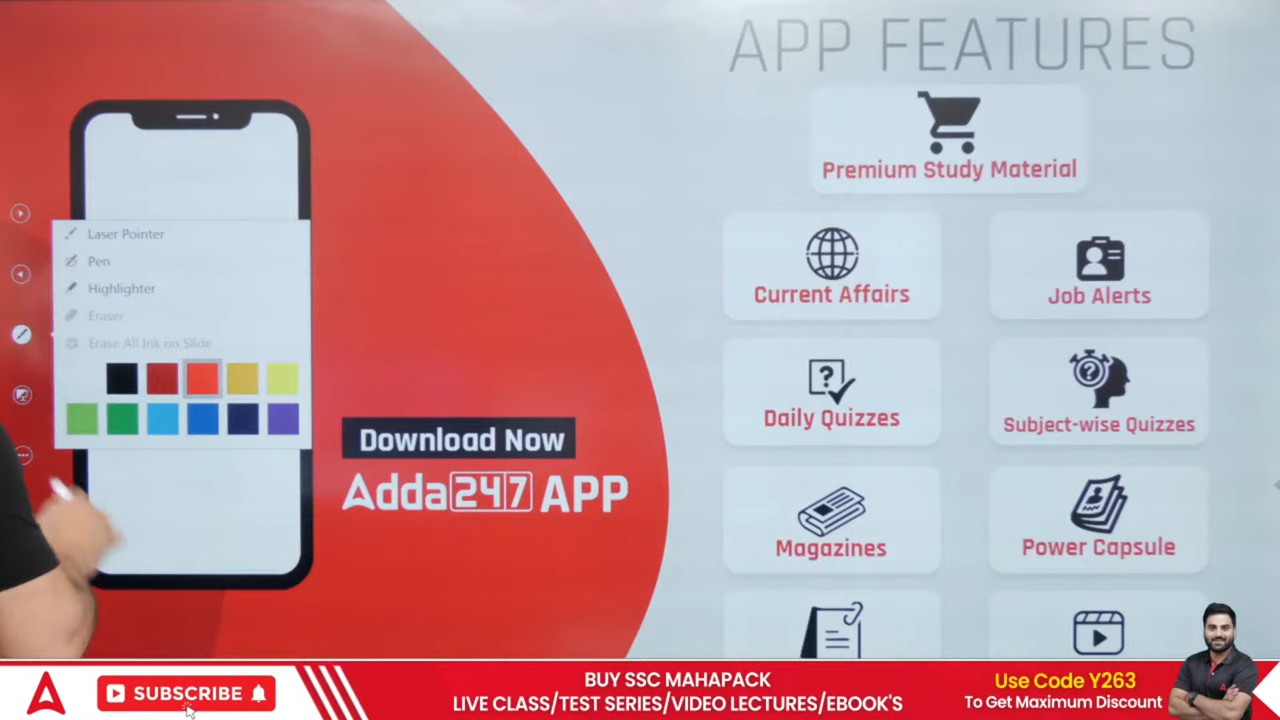 APP FEATURES
Premium Study Material
Current Affairs
Job Alerts
Daily Quizzes
Subject-wise Quizzes
Magazines
Power Capsule
Laser Pointer
Pen
Highlighter
Eraser
Erase All Ink on Slide
Download Now
Adda247 APP
SUBSCRIBE
BUY SSC MAHAPACK
LIVE CLASS/TEST SERIES/VIDEO LECTURES/EBOOK'S
Use Code Y263
To Get Maximum Discount